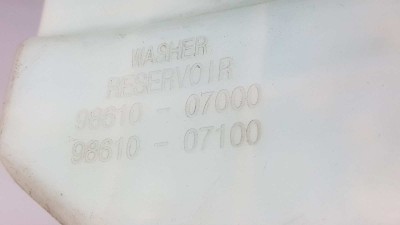 WASHER
RESERVOIR
98610 - 07000
98610 - 07100